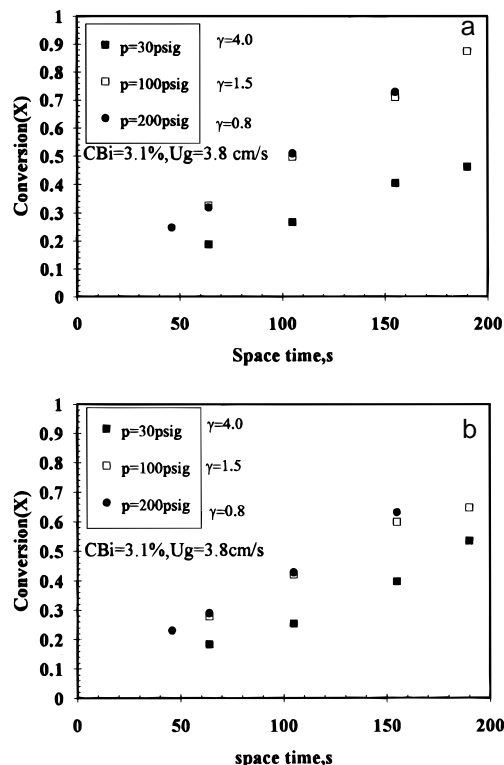 a
1
0.9
0.8
0.7
0.6
0.5
0.4
0.3
0.2
0.1
0
Conversion(X)
p=30psig γ=4.0
p=100psig γ=1.5
p=200psig γ=0.8
CBi=3.1%,Ug=3.8 cm/s
0 50 100 150 200
Space time,s
b
1
0.9
0.8
0.7
0.6
0.5
0.4
0.3
0.2
0.1
0
Conversion(X)
p=30psig γ=4.0
p=100psig γ=1.5
p=200psig γ=0.8
CBi=3.1%,Ug=3.8cm/s
0 50 100 150 200
space time,s